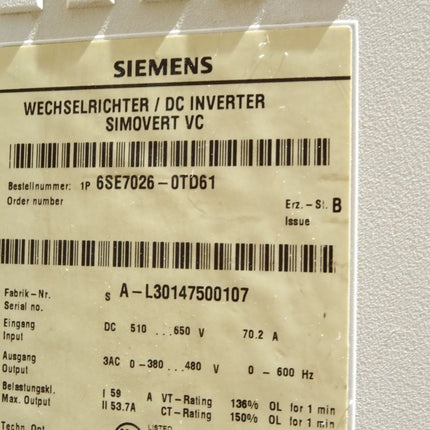 SIEMENS
WECHSELRICHTER / DC INVERTER
SIMOVERT VC
Bestellnummer: 1P 6SE7026-0TD61
Order number
Erz.-St. B
Issue
Fabrik-Nr. S A-L30147500107
Serial no.
Eingang DC 510 ...650 V 70.2 A
Input
Ausgang 3AC 0-380 ...480 V 0 - 600 Hz
Output
Belastungskl. I 59 A VT-Rating 136% OL for 1 min
Max. Output II 53.7A CT-Rating 150% OL for 1 min
Techn. Opt. LISTED